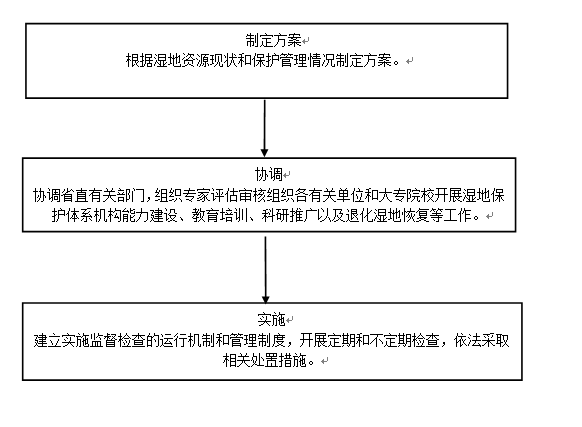 制定方案
根据湿地资源现状和保护管理情况制定方案。
协调
协调省直有关部门，组织专家评估审核组织各有关单位和大专院校开展湿地保
护体系机构能力建设、教育培训、科研推广以及退化湿地恢复等工作。
实施
建立实施监督检查的运行机制和管理制度，开展定期和不定期检查，依法采取
相关处置措施。